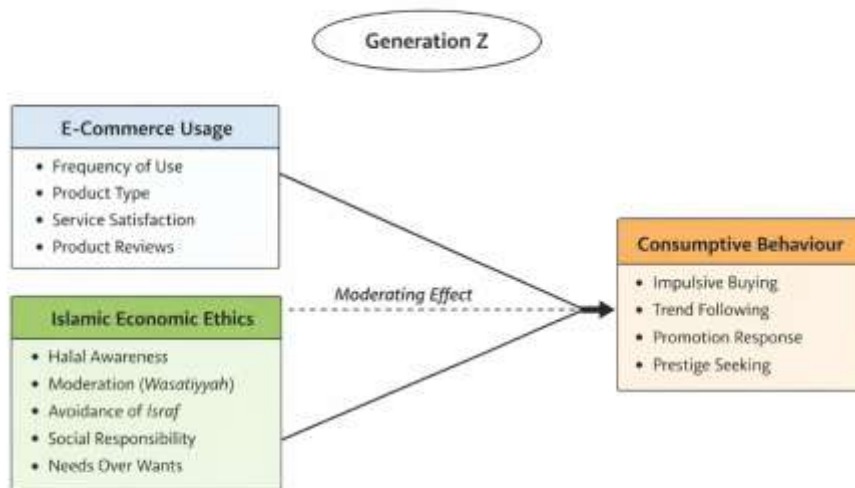 Generation Z
E-Commerce Usage
• Frequency of Use
• Product Type
• Service Satisfaction
• Product Reviews
Moderating Effect
Islamic Economic Ethics
• Halal Awareness
• Moderation (Wasatiyyah)
• Avoidance of Israf
• Social Responsibility
• Needs Over Wants
Consumptive Behaviour
• Impulsive Buying
• Trend Following
• Promotion Response
• Prestige Seeking